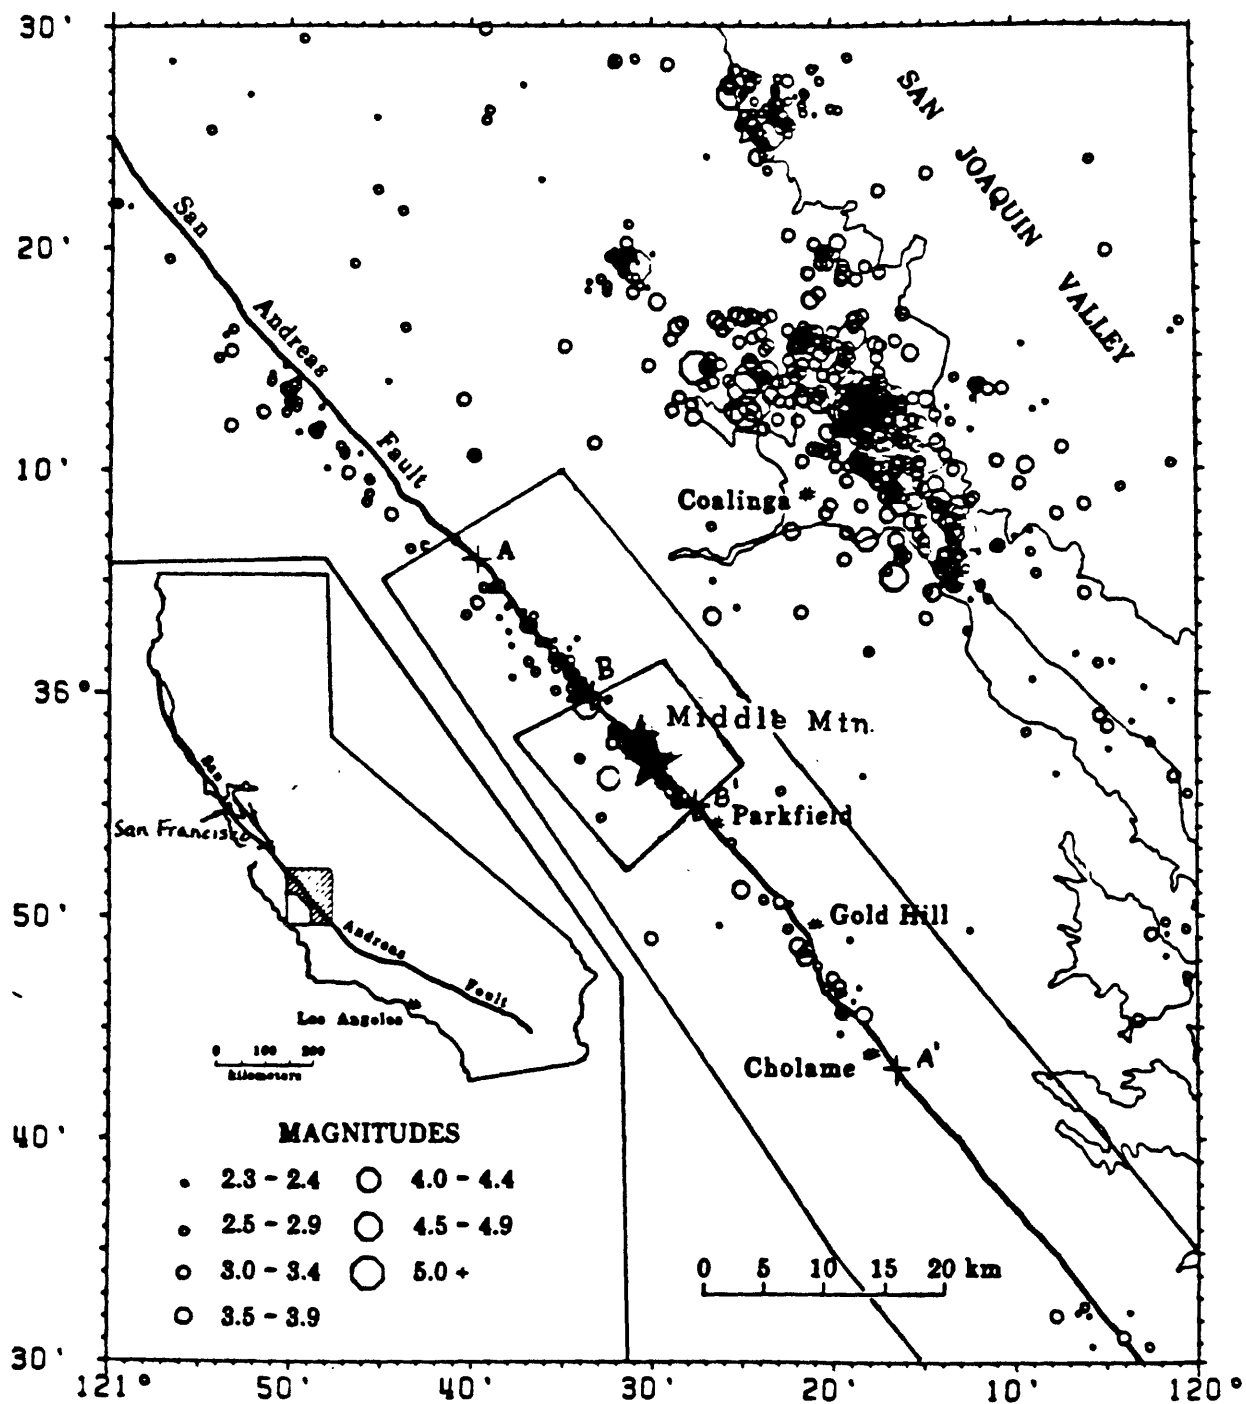 30'
SAN
JOAQUIN
VALLEY
San
20'
Andreas
Fault
10'
Coalinga
A
B
36°
Middle Mtn.
B'
Parkfield
San
San Francisco
50'
Gold Hill
Andreas
Fault
Los Angeles
0 100 200
kilometers
A'
Cholame
40'
MAGNITUDES
2.3 - 2.4 4.0 - 4.4
2.5 - 2.9 4.5 - 4.9
3.0 - 3.4 5.0 +
3.5 - 3.9
0 5 10 15 20 km
30'
121° 50' 40' 30' 20' 10' 120°